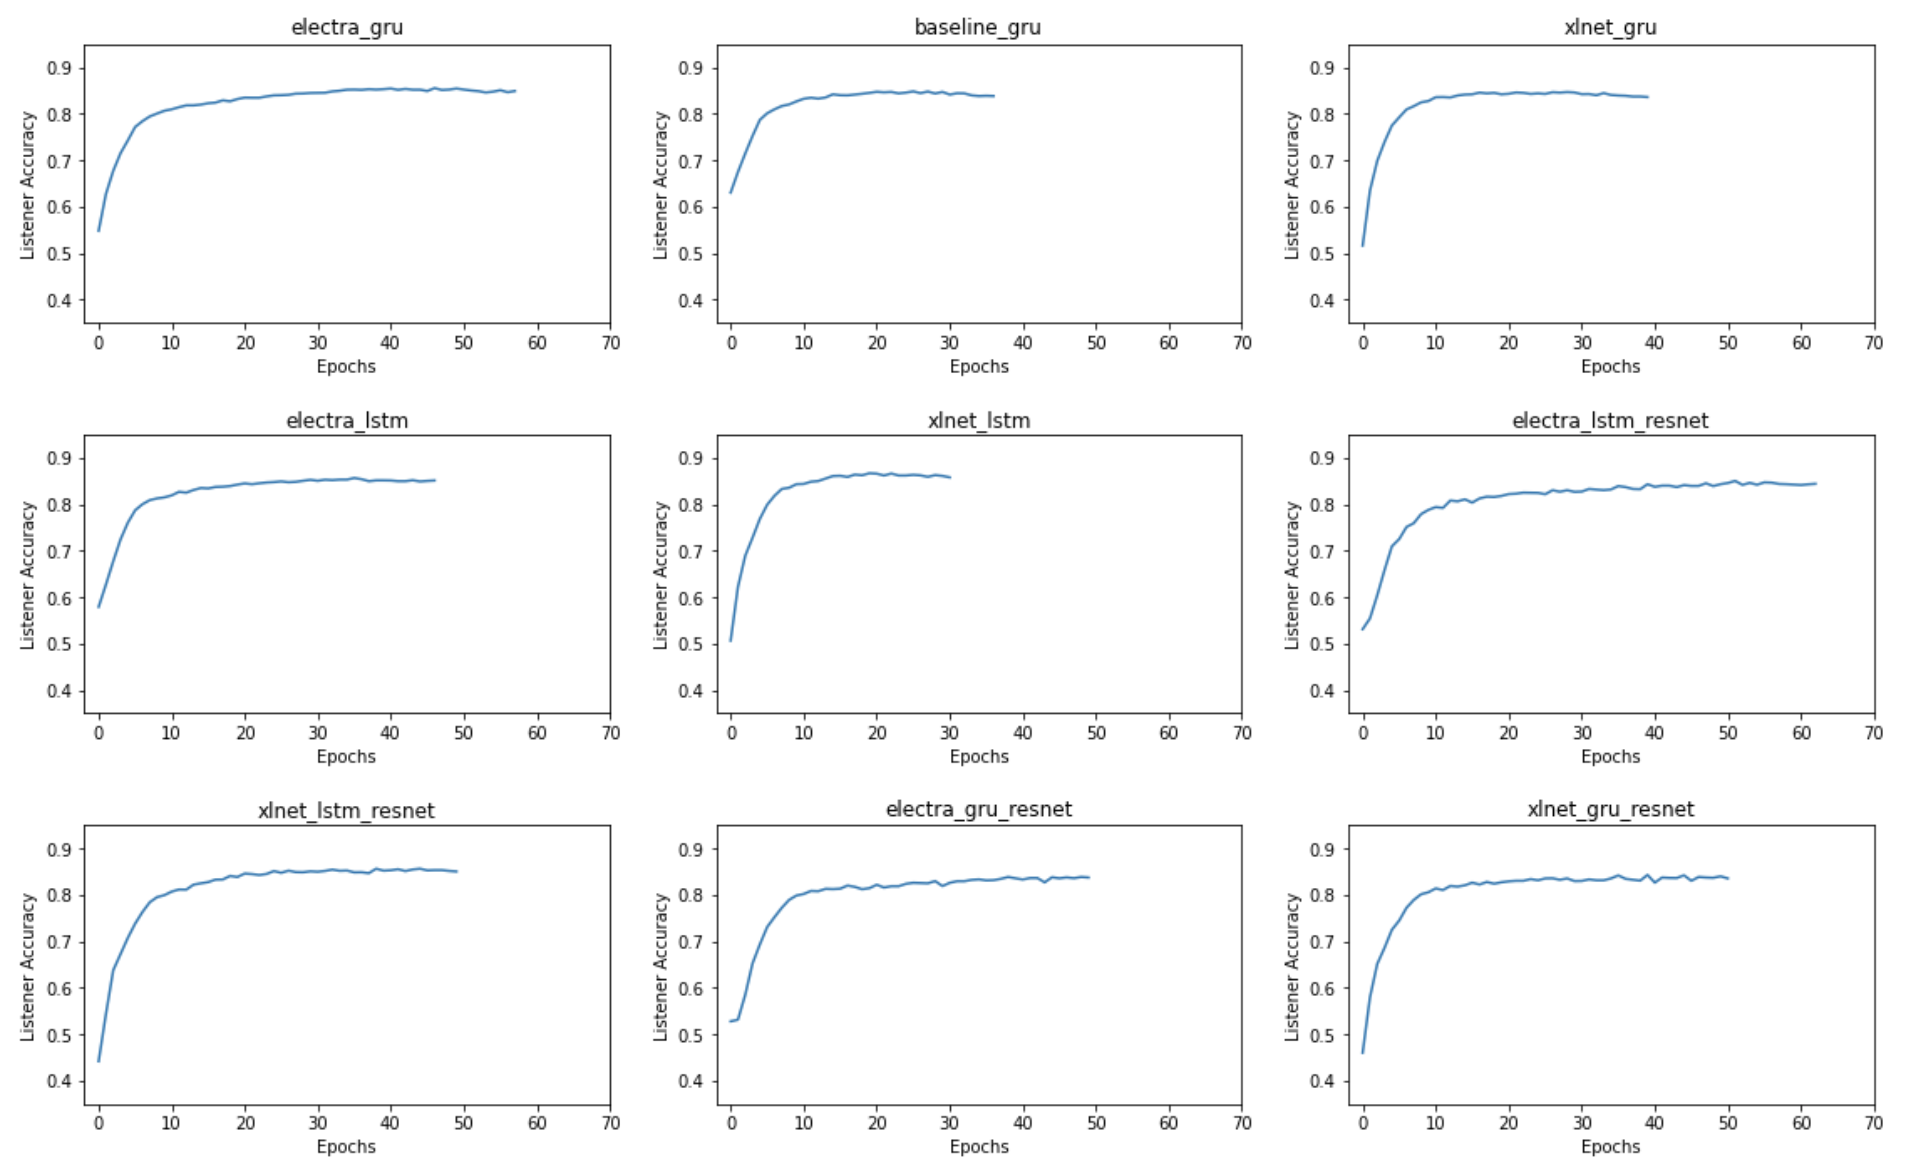 electra_gru
0.9
0.8
0.7
0.6
0.5
0.4
Listener Accuracy
0 10 20 30 40 50 60 70
Epochs
baseline_gru
0.9
0.8
0.7
0.6
0.5
0.4
Listener Accuracy
0 10 20 30 40 50 60 70
Epochs
xlnet_gru
0.9
0.8
0.7
0.6
0.5
0.4
Listener Accuracy
0 10 20 30 40 50 60 70
Epochs
electra_lstm
0.9
0.8
0.7
0.6
0.5
0.4
Listener Accuracy
0 10 20 30 40 50 60 70
Epochs
xlnet_lstm
0.9
0.8
0.7
0.6
0.5
0.4
Listener Accuracy
0 10 20 30 40 50 60 70
Epochs
electra_lstm_resnet
0.9
0.8
0.7
0.6
0.5
0.4
Listener Accuracy
0 10 20 30 40 50 60 70
Epochs
xlnet_lstm_resnet
0.9
0.8
0.7
0.6
0.5
0.4
Listener Accuracy
0 10 20 30 40 50 60 70
Epochs
electra_gru_resnet
0.9
0.8
0.7
0.6
0.5
0.4
Listener Accuracy
0 10 20 30 40 50 60 70
Epochs
xlnet_gru_resnet
0.9
0.8
0.7
0.6
0.5
0.4
Listener Accuracy
0 10 20 30 40 50 60 70
Epochs